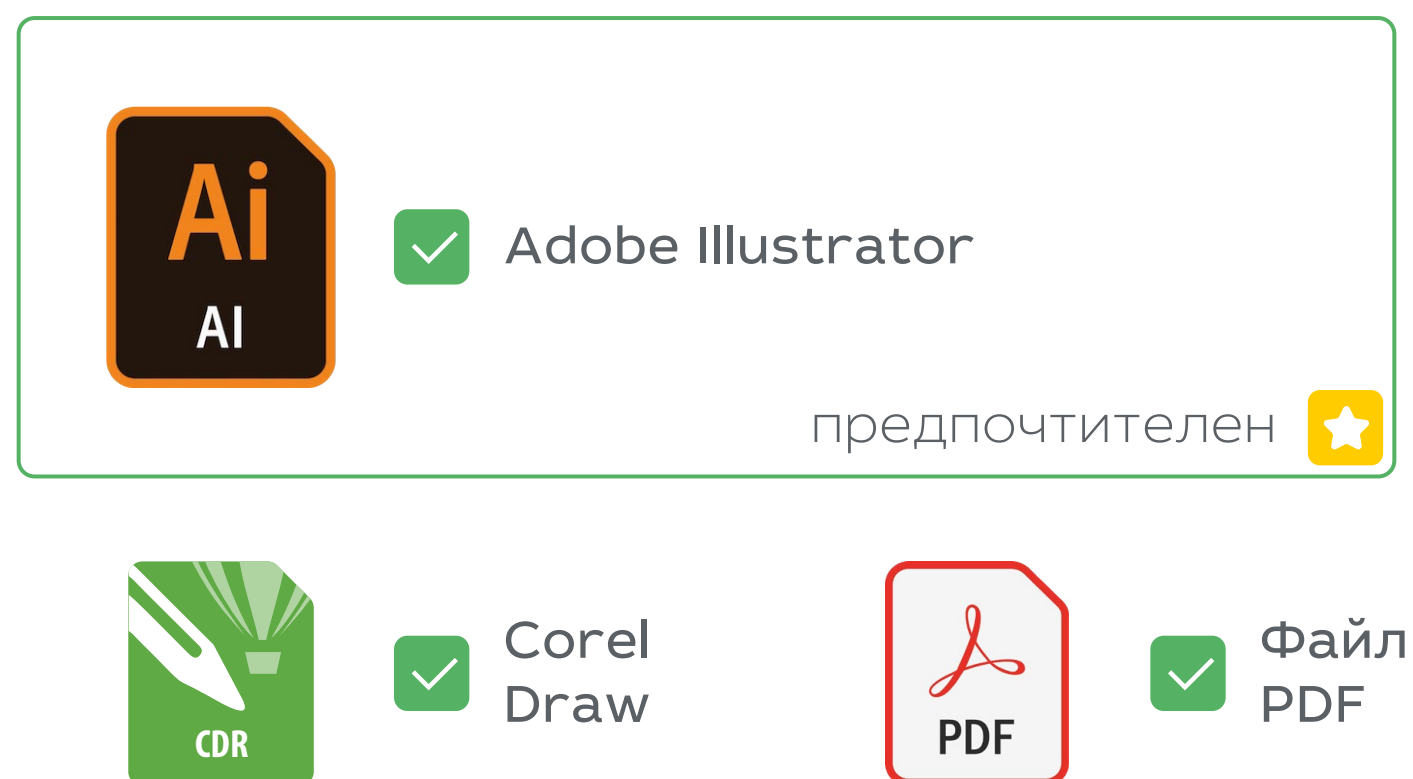 Ai
AI
Adobe Illustrator
предпочтителен
CDR
Corel
Draw
PDF
Файл
PDF